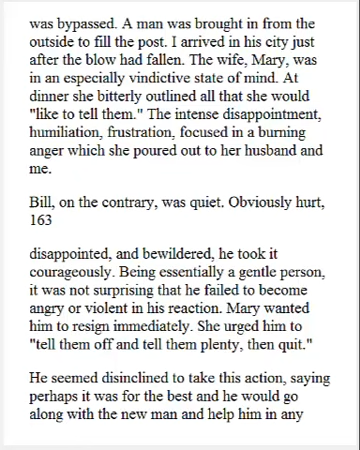 was bypassed. A man was brought in from the
outside to fill the post. I arrived in his city just
after the blow had fallen. The wife, Mary, was
in an especially vindictive state of mind. At
dinner she bitterly outlined all that she would
"like to tell them." The intense disappointment,
humiliation, frustration, focused in a burning
anger which she poured out to her husband and
me.
Bill, on the contrary, was quiet. Obviously hurt,
163
disappointed, and bewildered, he took it
courageously. Being essentially a gentle person,
it was not surprising that he failed to become
angry or violent in his reaction. Mary wanted
him to resign immediately. She urged him to
"tell them off and tell them plenty, then quit."
He seemed disinclined to take this action, saying
perhaps it was for the best and he would go
along with the new man and help him in any